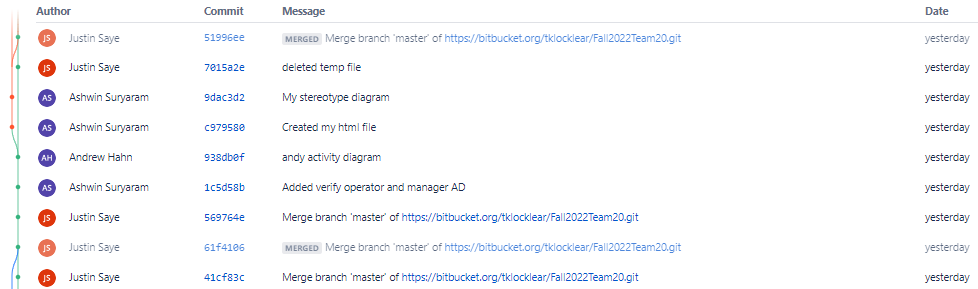 Author Commit Message Date
JS Justin Saye 51996ee MERGED Merge branch 'master' of https://bitbucket.org/tklocklear/Fall2022Team20.git yesterday
JS Justin Saye 7015a2e deleted temp file yesterday
AS Ashwin Suryaram 9dac3d2 My stereotype diagram yesterday
AS Ashwin Suryaram c979580 Created my html file yesterday
AH Andrew Hahn 938db0f andy activity diagram yesterday
AS Ashwin Suryaram 1c5d58b Added verify operator and manager AD yesterday
JS Justin Saye 569764e Merge branch 'master' of https://bitbucket.org/tklocklear/Fall2022Team20.git yesterday
JS Justin Saye 61f4106 MERGED Merge branch 'master' of https://bitbucket.org/tklocklear/Fall2022Team20.git yesterday
JS Justin Saye 41cf83c Merge branch 'master' of https://bitbucket.org/tklocklear/Fall2022Team20.git yesterday